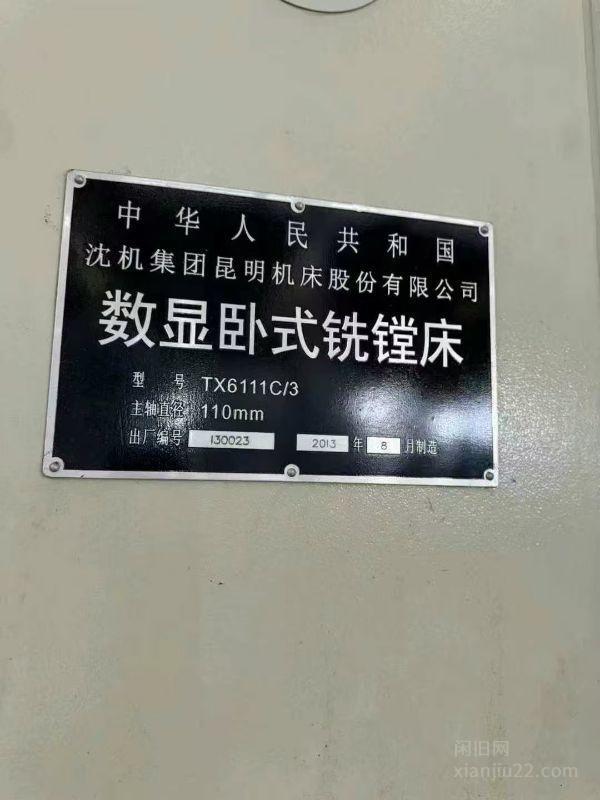 中华人民共和国
沈机集团昆明机床股份有限公司
数显卧式铣镗床
型号 TX6111C/3
主轴直径 110mm
出厂编号 130023 2013 年 8 月制造
闲旧网
xianjiu22.com